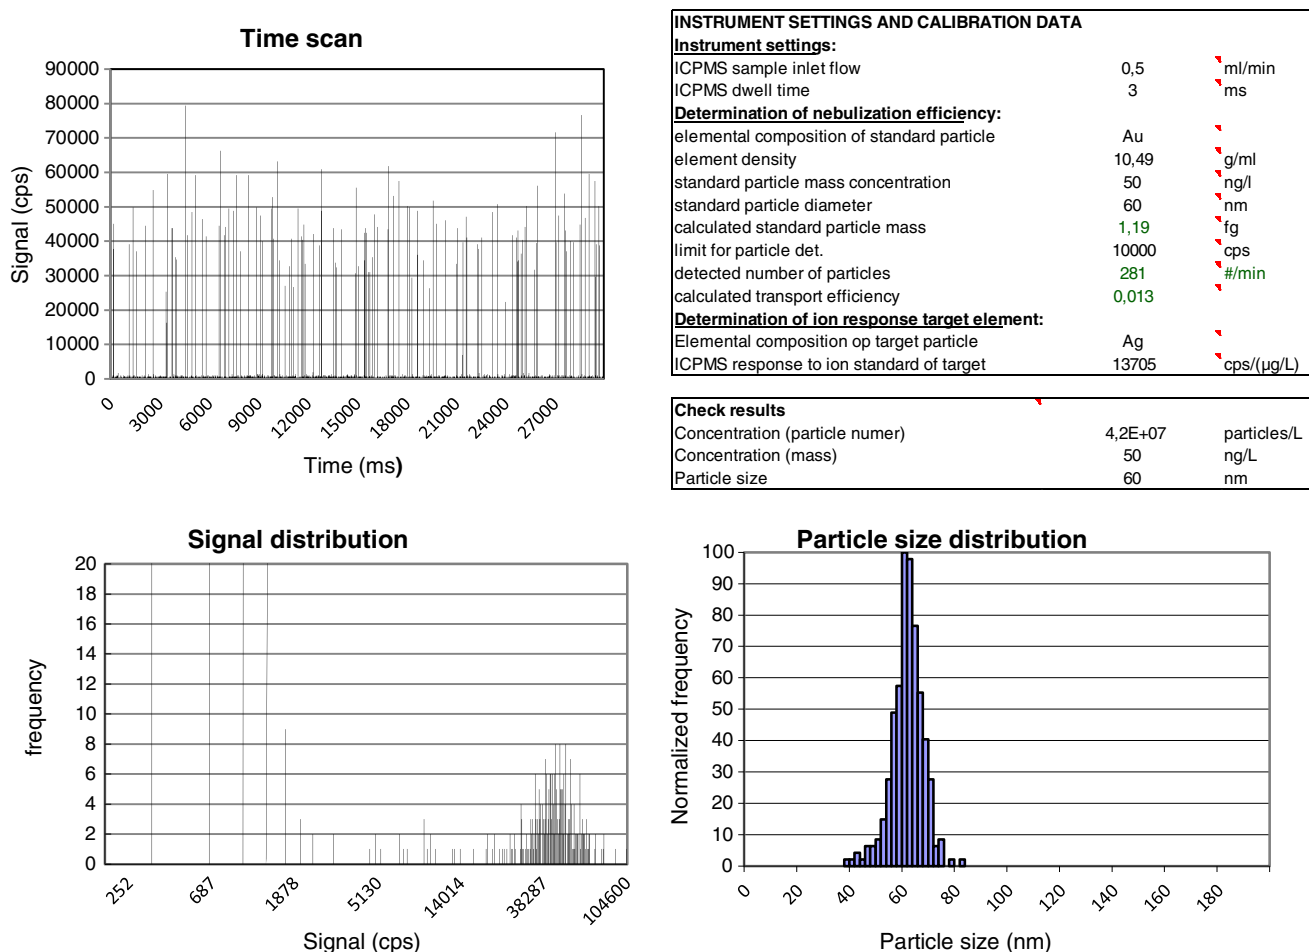 Time scan
90000
80000
70000
60000
50000
40000
30000
20000
10000
0
Signal (cps)
0
3000
6000
9000
12000
15000
18000
21000
24000
27000
Time (ms)
INSTRUMENT SETTINGS AND CALIBRATION DATA
Instrument settings:
ICPMS sample inlet flow 0,5 ml/min
ICPMS dwell time 3 ms
Determination of nebulization efficiency:
elemental composition of standard particle Au
element density 10,49 g/ml
standard particle mass concentration 50 ng/l
standard particle diameter 60 nm
calculated standard particle mass 1,19 fg
limit for particle det. 10000 cps
detected number of particles 281 #/min
calculated transport efficiency 0,013
Determination of ion response target element:
Elemental composition op target particle Ag
ICPMS response to ion standard of target 13705 cps/(µg/L)
Check results
Concentration (particle numer) 4,2E+07 particles/L
Concentration (mass) 50 ng/L
Particle size 60 nm
Signal distribution
20
18
16
14
12
10
8
6
4
2
0
frequency
252
687
1878
5130
14014
38287
104600
Signal (cps)
Particle size distribution
100
90
80
70
60
50
40
30
20
10
0
Normalized frequency
0
20
40
60
80
100
120
140
160
180
Particle size (nm)